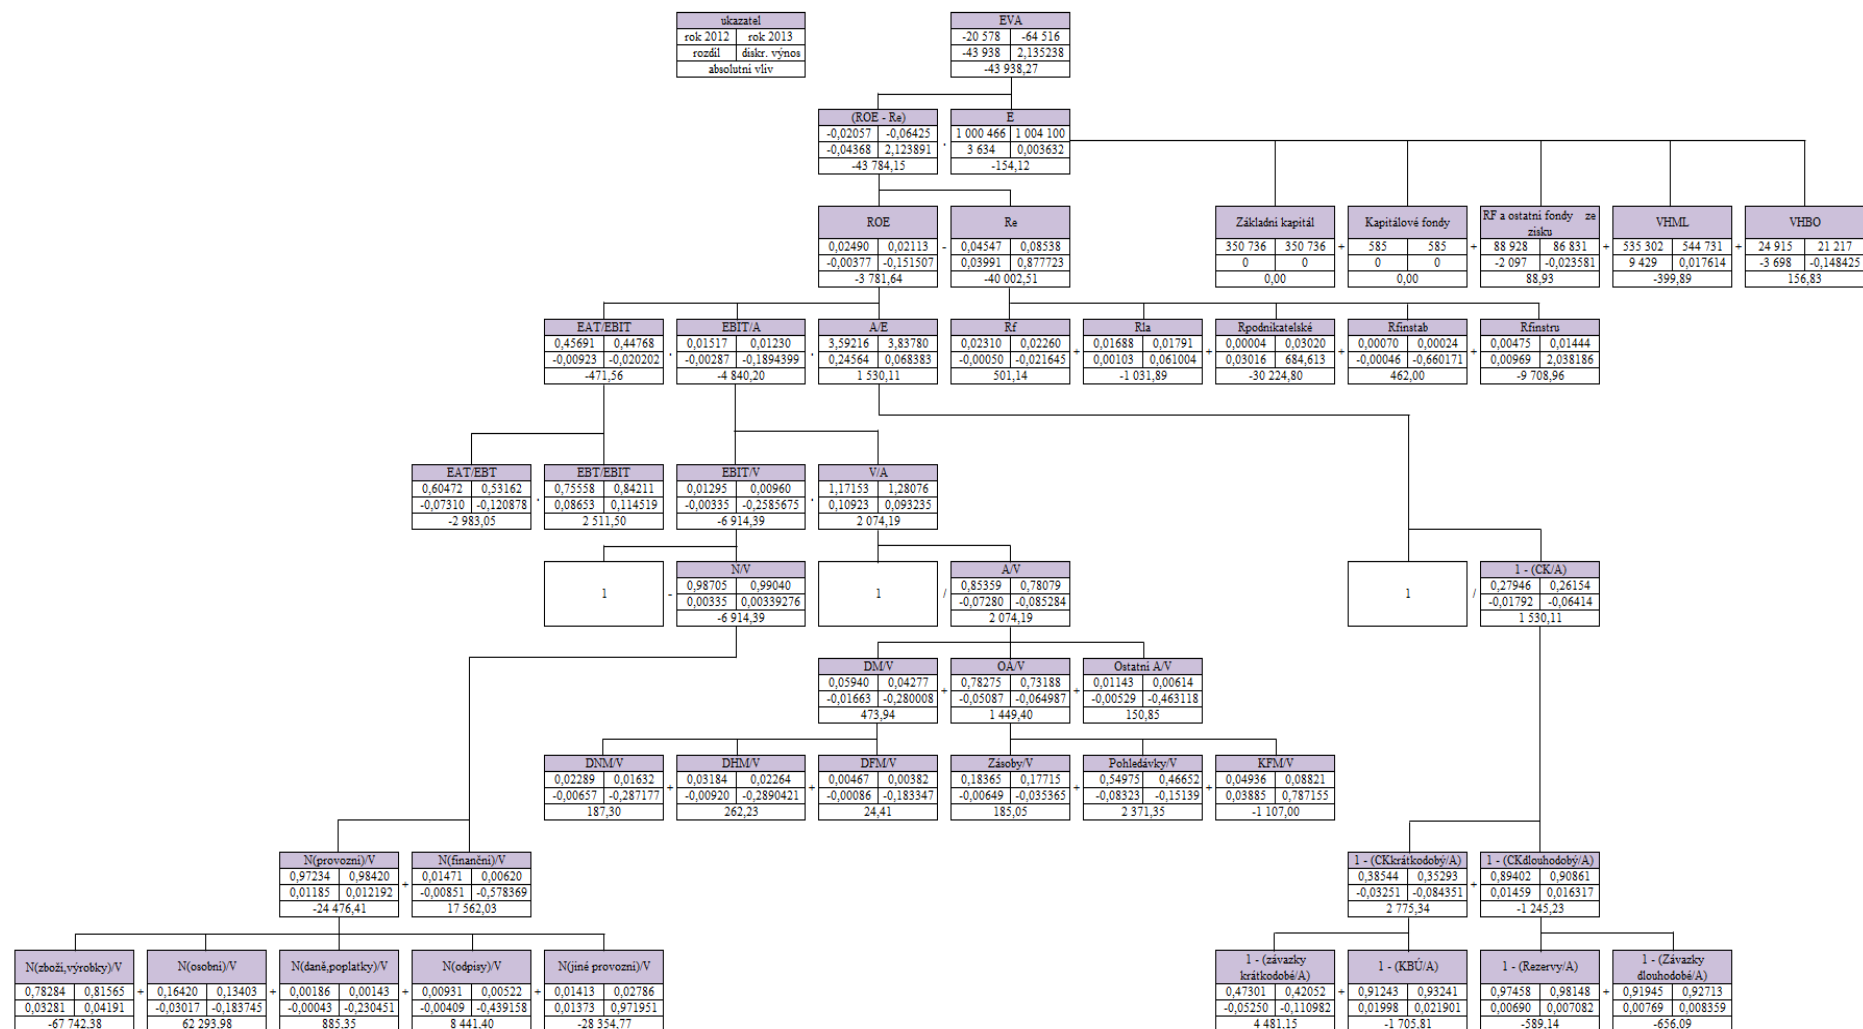 ukazatel
rok 2012 rok 2013
rozdíl diskr. výnos
absolutní vliv
EVA
-20 578 -64 516
-43 938 2,135238
-43 938,27
(ROE - Re)
-0,02057 -0,06425
-0,04368 2,123891
-43 784,15
.
E
1 000 466 1 004 100
3 634 0,003632
-154,12
ROE
0,02490 0,02113
-0,00377 -0,151507
-3 781,64
-
Re
0,04547 0,08538
0,03991 0,877723
-40 002,51
Základní kapitál
350 736 350 736
0 0
0,00
+
Kapitálové fondy
585 585
0 0
0,00
+
RF a ostatní fondy ze
zisku
88 928 86 831
-2 097 -0,023581
88,93
+
VHML
535 302 544 731
9 429 0,017614
-399,89
+
VHBO
24 915 21 217
-3 698 -0,148425
156,83
EAT/EBIT
0,45691 0,44768
-0,00923 -0,020202
-471,56
.
EBIT/A
0,01517 0,01230
-0,00287 -0,1894399
-4 840,20
.
A/E
3,59216 3,83780
0,24564 0,068383
1 530,11
Rf
0,02310 0,02260
-0,00050 -0,021645
501,14
+
Rla
0,01688 0,01791
0,00103 0,061004
-1 031,89
+
Rpodnikatelské
0,00004 0,03020
0,03016 684,613
-30 224,80
+
Rfinstab
0,00070 0,00024
-0,00046 -0,660171
462,00
+
Rfinstru
0,00475 0,01444
0,00969 2,038186
-9 708,96
EAT/EBT
0,60472 0,53162
-0,07310 -0,120878
-2 983,05
.
EBT/EBIT
0,75558 0,84211
0,08653 0,114519
2 511,50
EBIT/V
0,01295 0,00960
-0,00335 -0,2585675
-6 914,39
.
V/A
1,17153 1,28076
0,10923 0,093235
2 074,19
1
-
N/V
0,98705 0,99040
0,00335 0,00339276
-6 914,39
1
/
A/V
0,85359 0,78079
-0,07280 -0,085284
2 074,19
1
/
1 - (CK/A)
0,27946 0,26154
-0,01792 -0,06414
1 530,11
DM/V
0,05940 0,04277
-0,01663 -0,280008
473,94
+
OA/V
0,78275 0,73188
-0,05087 -0,064987
1 449,40
+
Ostatní A/V
0,01143 0,00614
-0,00529 -0,463118
150,85
DNM/V
0,02289 0,01632
-0,00657 -0,287177
187,30
+
DHM/V
0,03184 0,02264
-0,00920 -0,2890421
262,23
+
DFM/V
0,00467 0,00382
-0,00086 -0,183347
24,41
Zásoby/V
0,18365 0,17715
-0,00649 -0,035365
185,05
+
Pohledávky/V
0,54975 0,46652
-0,08323 -0,15139
2 371,35
+
KFM/V
0,04936 0,08821
0,03885 0,787155
-1 107,00
N(provozní)/V
0,97234 0,98420
0,01185 0,012192
-24 476,41
+
N(finanční)/V
0,01471 0,00620
-0,00851 -0,578369
17 562,03
1 - (CKkrátkodobý/A)
0,38544 0,35293
-0,03251 -0,084351
2 775,34
+
1 - (CKdlouhodobý/A)
0,89402 0,90861
0,01459 0,016317
-1 245,23
N(zboží,výrobky)/V
0,78284 0,81565
0,03281 0,04191
-67 742,38
+
N(osobní)/V
0,16420 0,13403
-0,03017 -0,183745
62 293,98
+
N(daně,poplatky)/V
0,00186 0,00143
-0,00043 -0,230451
885,35
+
N(odpisy)/V
0,00931 0,00522
-0,00409 -0,439158
8 441,40
+
N(jiné provozní)/V
0,01413 0,02786
0,01373 0,971951
-28 354,77
1 - (závazky
krátkodobé/A)
0,47301 0,42052
-0,05250 -0,110982
4 481,15
+
1 - (KBÚ/A)
0,91243 0,93241
0,01998 0,021901
-1 705,81
1 - (Rezervy/A)
0,97458 0,98148
0,00690 0,007082
-589,14
+
1 - (Závazky
dlouhodobé/A)
0,91945 0,92713
0,00769 0,008359
-656,09